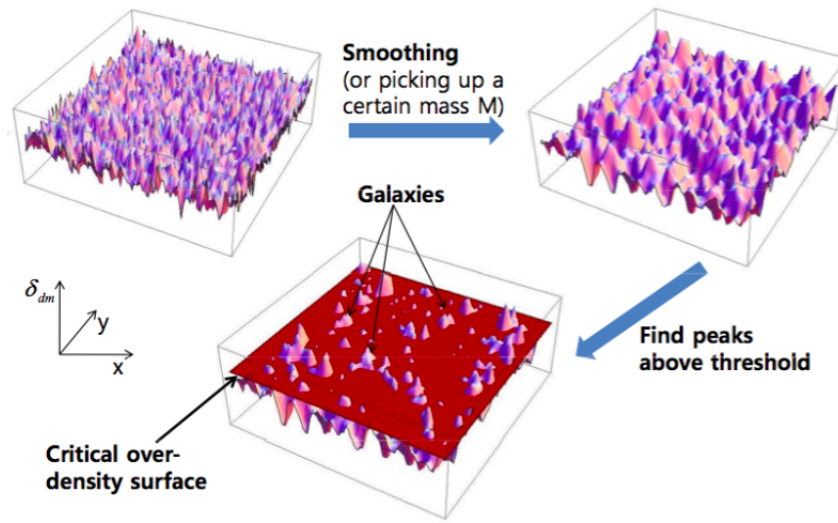 Smoothing
(or picking up a
certain mass M)
Galaxies
δdm
y
x
Find peaks
above threshold
Critical over-
density surface